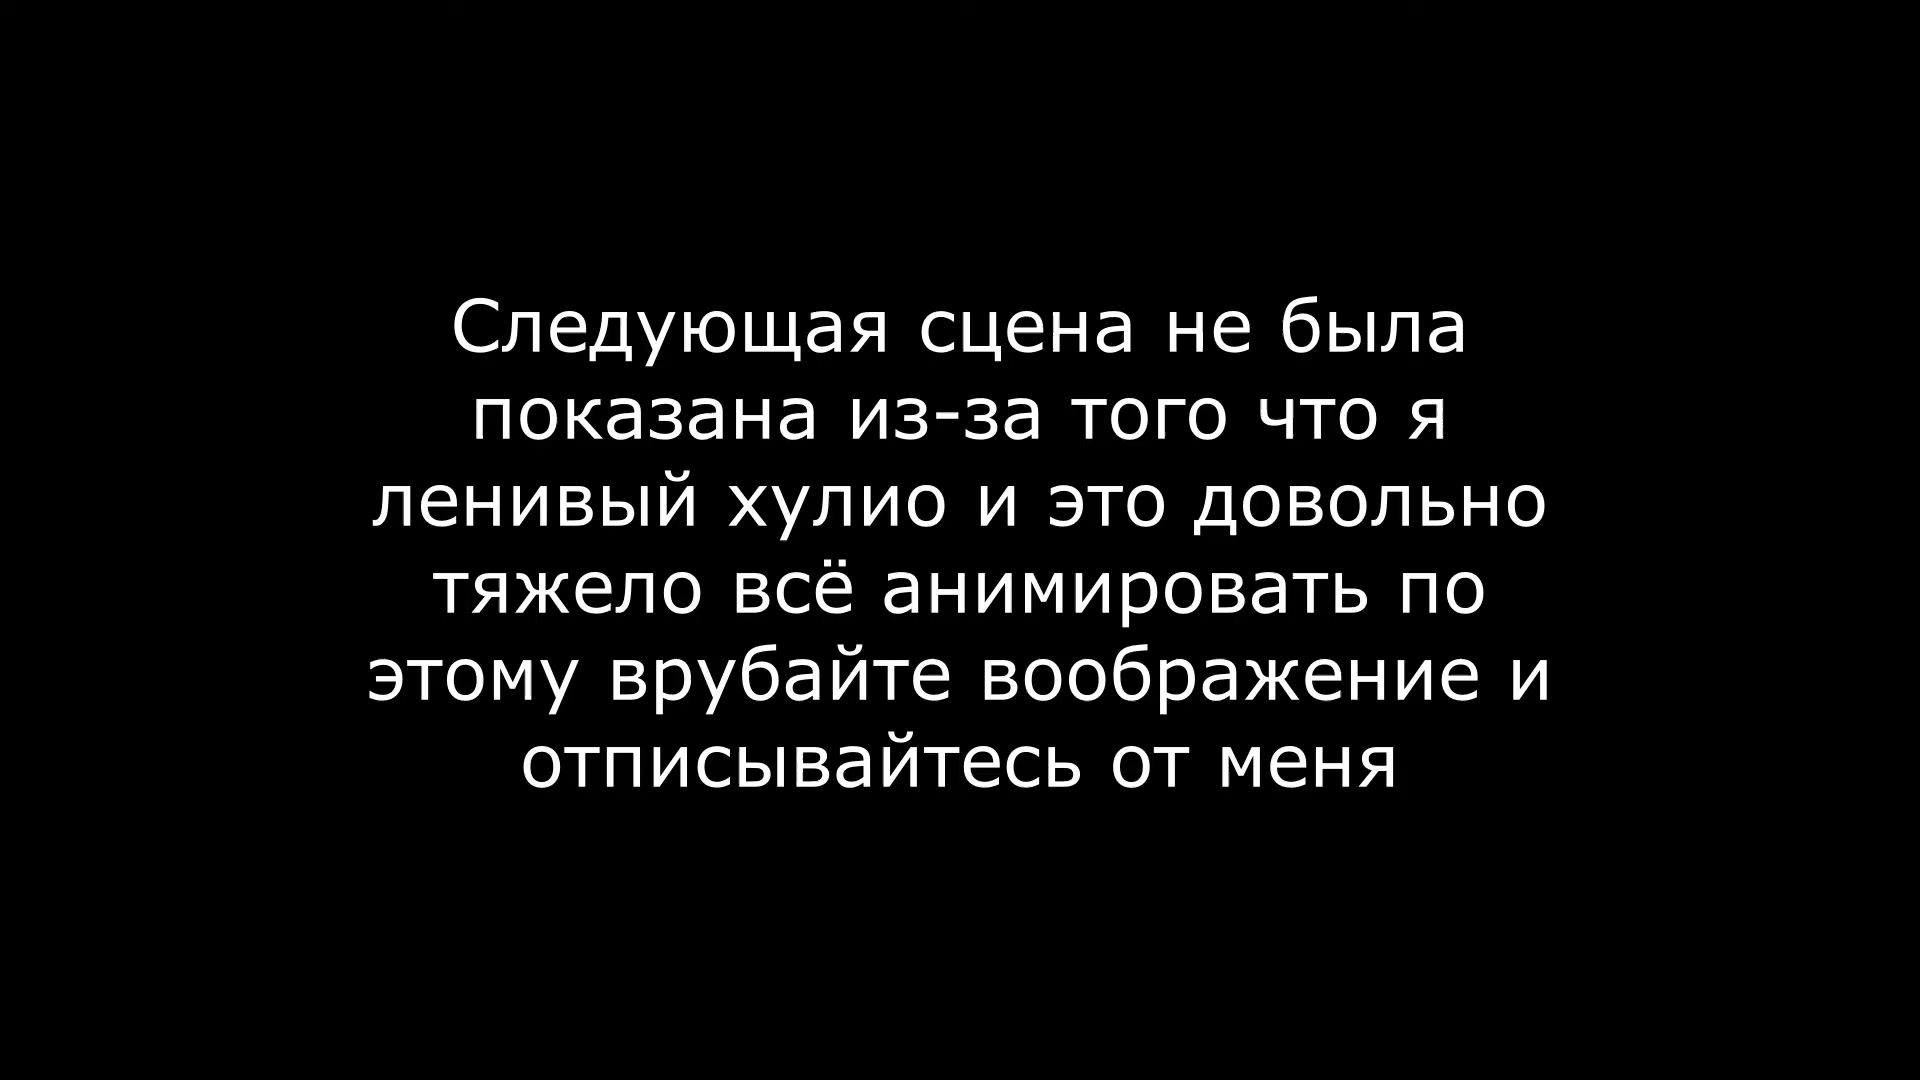 Следующая сцена не была
показана из-за того что я
ленивый хулио и это довольно
тяжело всё анимировать по
этому врубайте воображение и
отписывайтесь от меня